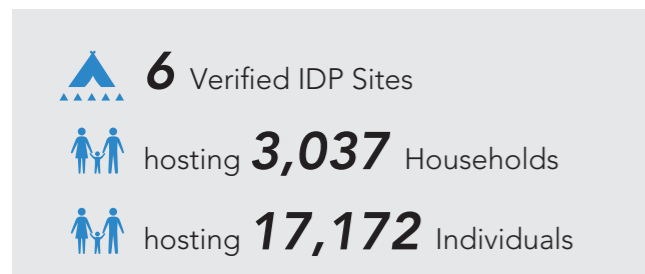 6 Verified IDP Sites
hosting 3,037 Households
hosting 17,172 Individuals